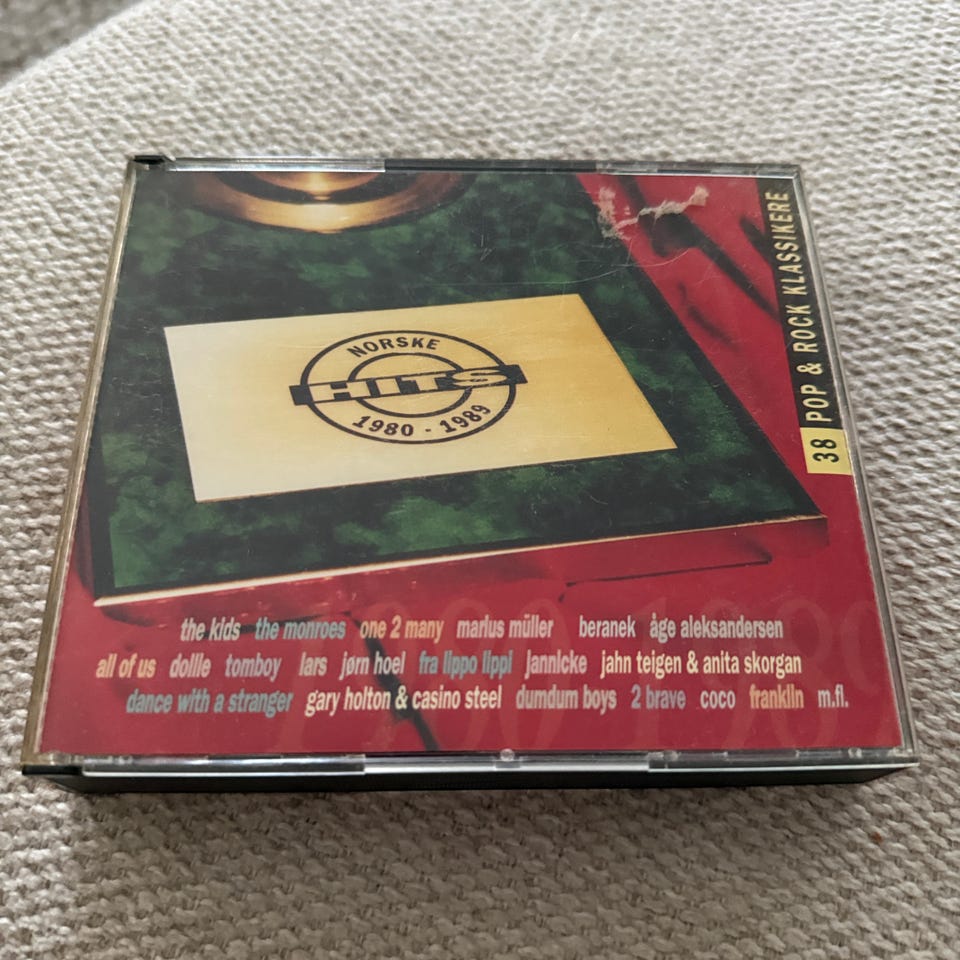 NORSKE
HITS
1980 - 1989
38 POP & ROCK KLASSIKERE
the kids the monroes one 2 many marius müller beranek åge aleksandersen
all of us dollie tomboy lars jørn hoel fra lippo lippi jannicke jahn teigen & anita skorgan
dance with a stranger gary holton & casino steel dumdum boys 2 brave coco franklin m.fl.
1980 - 1989